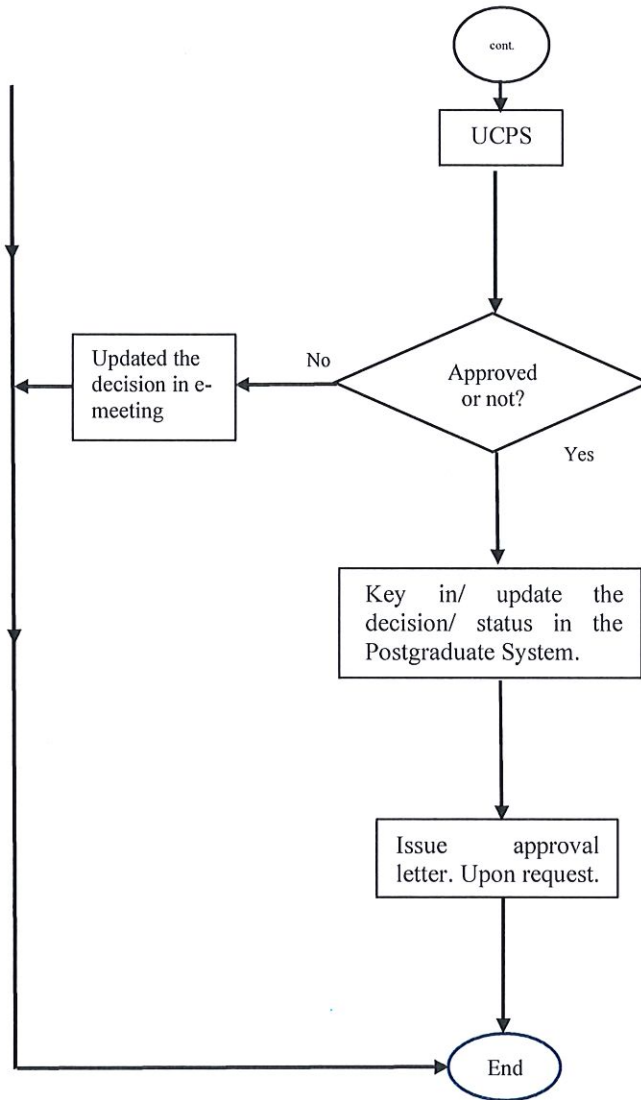 cont.
UCPS
Approved
or not?
No
Updated the
decision in e-
meeting
Yes
Key in/ update the
decision/ status in the
Postgraduate System.
Issue approval
letter. Upon request.
End